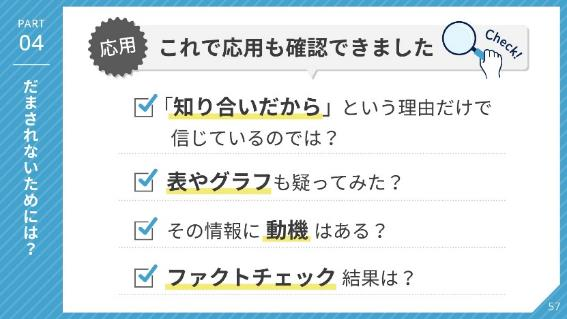 PART
04
だまされないためには？
応用
これで応用も確認できました
Check!
「知り合いだから」という理由だけで
信じているのでは？
表やグラフも疑ってみた？
その情報に動機はある？
ファクトチェック結果は？
57